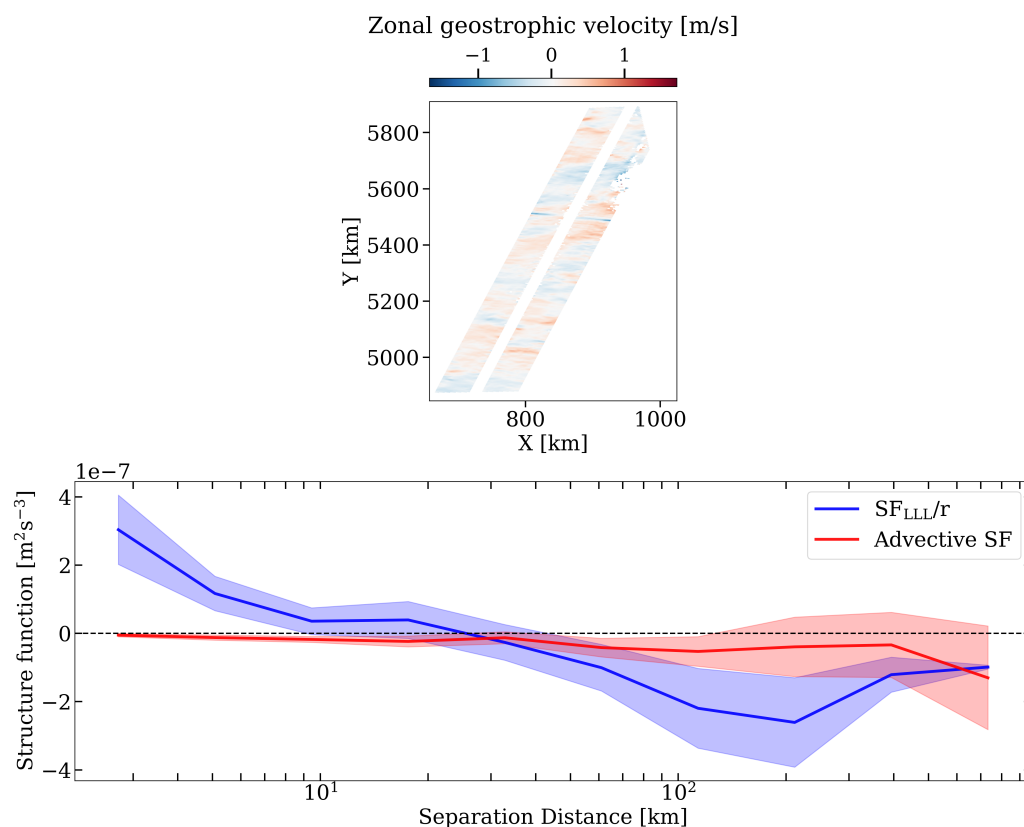 Zonal geostrophic velocity [m/s]
−1 0 1
5800
5600
5400
5200
5000
Y [km]
800 1000
X [km]
1e−7
4
2
0
−2
−4
Structure function [m²s⁻³]
SF_LLL/r
Advective SF
10¹ 10²
Separation Distance [km]